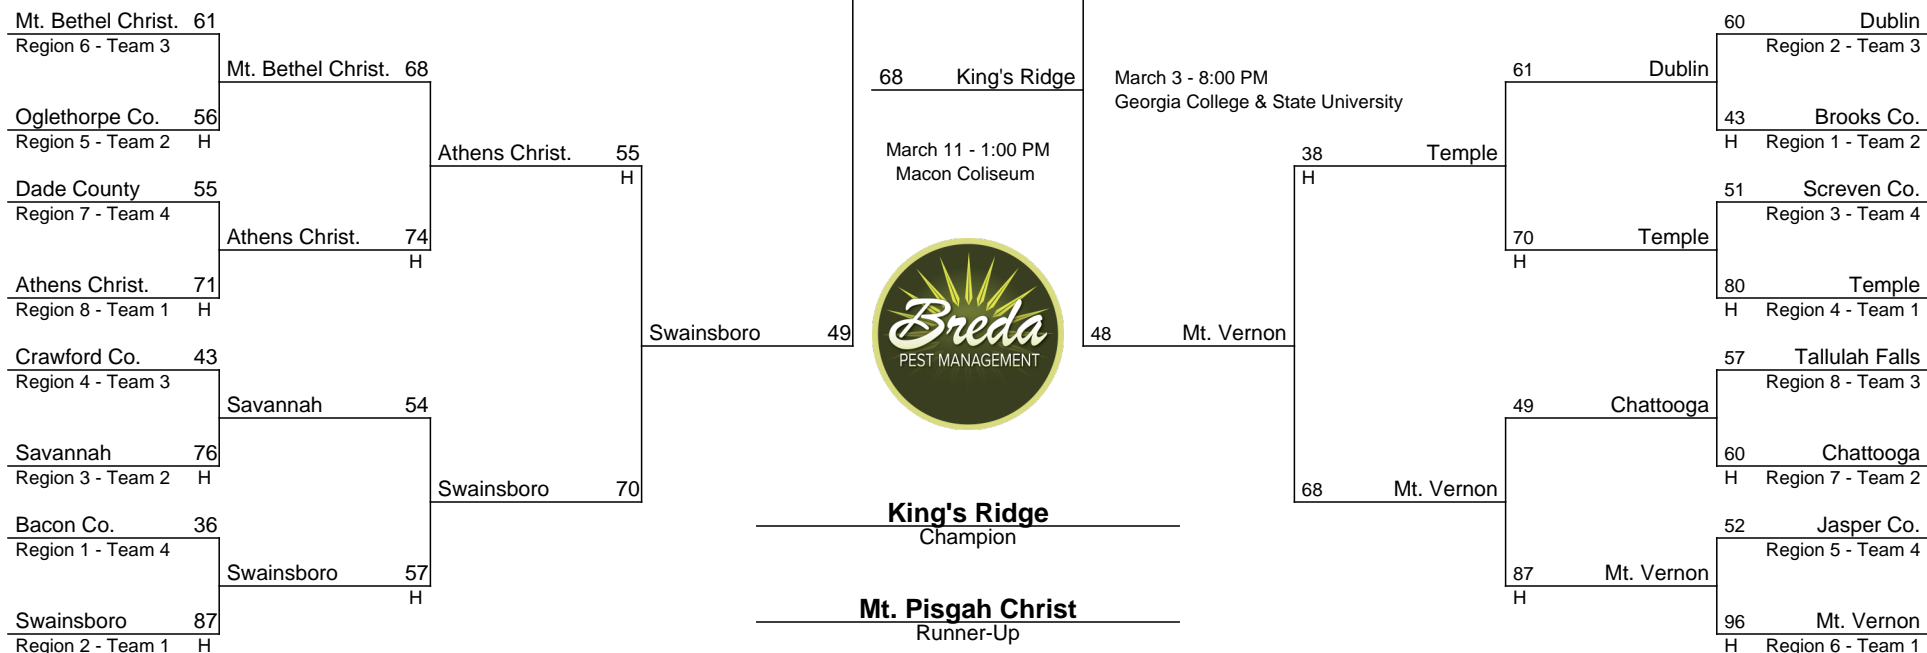 Mt. Bethel Christ. 61
Region 6 - Team 3
Mt. Bethel Christ. 68
Oglethorpe Co. 56
Region 5 - Team 2 H
Athens Christ. 55
H
Dade County 55
Region 7 - Team 4
Athens Christ. 74
H
Athens Christ. 71
Region 8 - Team 1 H
Swainsboro 49
Crawford Co. 43
Region 4 - Team 3
Savannah 54
Savannah 76
Region 3 - Team 2 H
Swainsboro 70
Bacon Co. 36
Region 1 - Team 4
Swainsboro 57
H
Swainsboro 87
Region 2 - Team 1 H
68 King's Ridge
March 11 - 1:00 PM
Macon Coliseum
Breda
PEST MANAGEMENT
King's Ridge
Champion
Mt. Pisgah Christ
Runner-Up
March 3 - 8:00 PM
Georgia College & State University
60 Dublin
Region 2 - Team 3
61 Dublin
43 Brooks Co.
H Region 1 - Team 2
38 Temple
H
51 Screven Co.
Region 3 - Team 4
70 Temple
H
80 Temple
H Region 4 - Team 1
48 Mt. Vernon
57 Tallulah Falls
Region 8 - Team 3
49 Chattooga
60 Chattooga
H Region 7 - Team 2
68 Mt. Vernon
52 Jasper Co.
Region 5 - Team 4
87 Mt. Vernon
H
96 Mt. Vernon
H Region 6 - Team 1